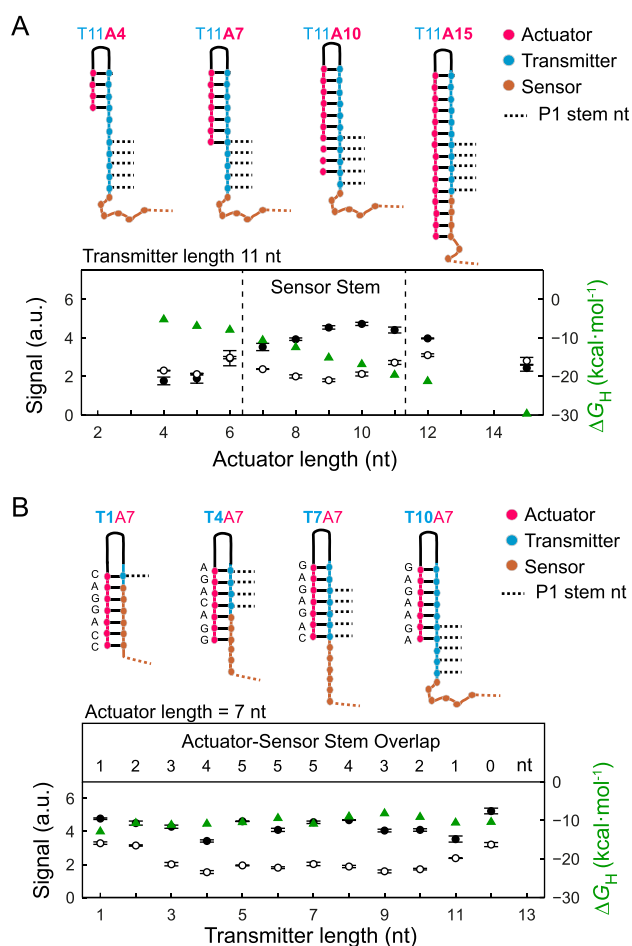 A
T11A4 T11A7 T11A10 T11A15
Actuator
Transmitter
Sensor
P1 stem nt
Transmitter length 11 nt
Sensor Stem
Signal (a.u.)
6
4
2
0
0
−10
−20
−30
ΔG_H (kcal·mol⁻¹)
2 4 6 8 10 12 14
Actuator length (nt)
B
T1A7 T4A7 T7A7 T10A7
Actuator
Transmitter
Sensor
P1 stem nt
C A G G A C C
A G A C A G G
G A G A G A C
G A G A A G A
Actuator length = 7 nt
Actuator-Sensor Stem Overlap
1 2 3 4 5 5 5 4 3 2 1 0 nt
Signal (a.u.)
6
4
2
0
0
−10
−20
−30
ΔG_H (kcal·mol⁻¹)
1 3 5 7 9 11 13
Transmitter length (nt)